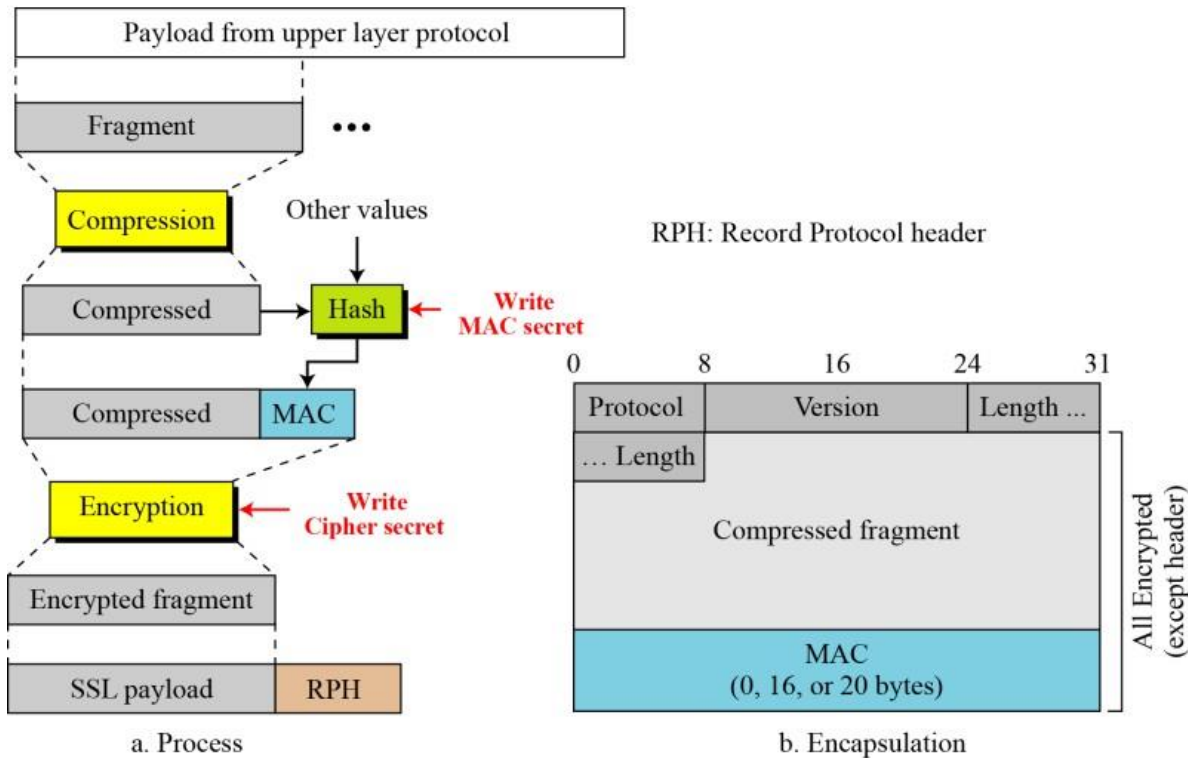 Payload from upper layer protocol
Fragment
•••
Compression
Other values
RPH: Record Protocol header
Compressed
Hash
Write
MAC secret
Compressed
MAC
Encryption
Write
Cipher secret
Encrypted fragment
SSL payload
RPH
a. Process
0 8 16 24 31
Protocol Version Length ...
... Length
Compressed fragment
MAC
(0, 16, or 20 bytes)
All Encrypted
(except header)
b. Encapsulation